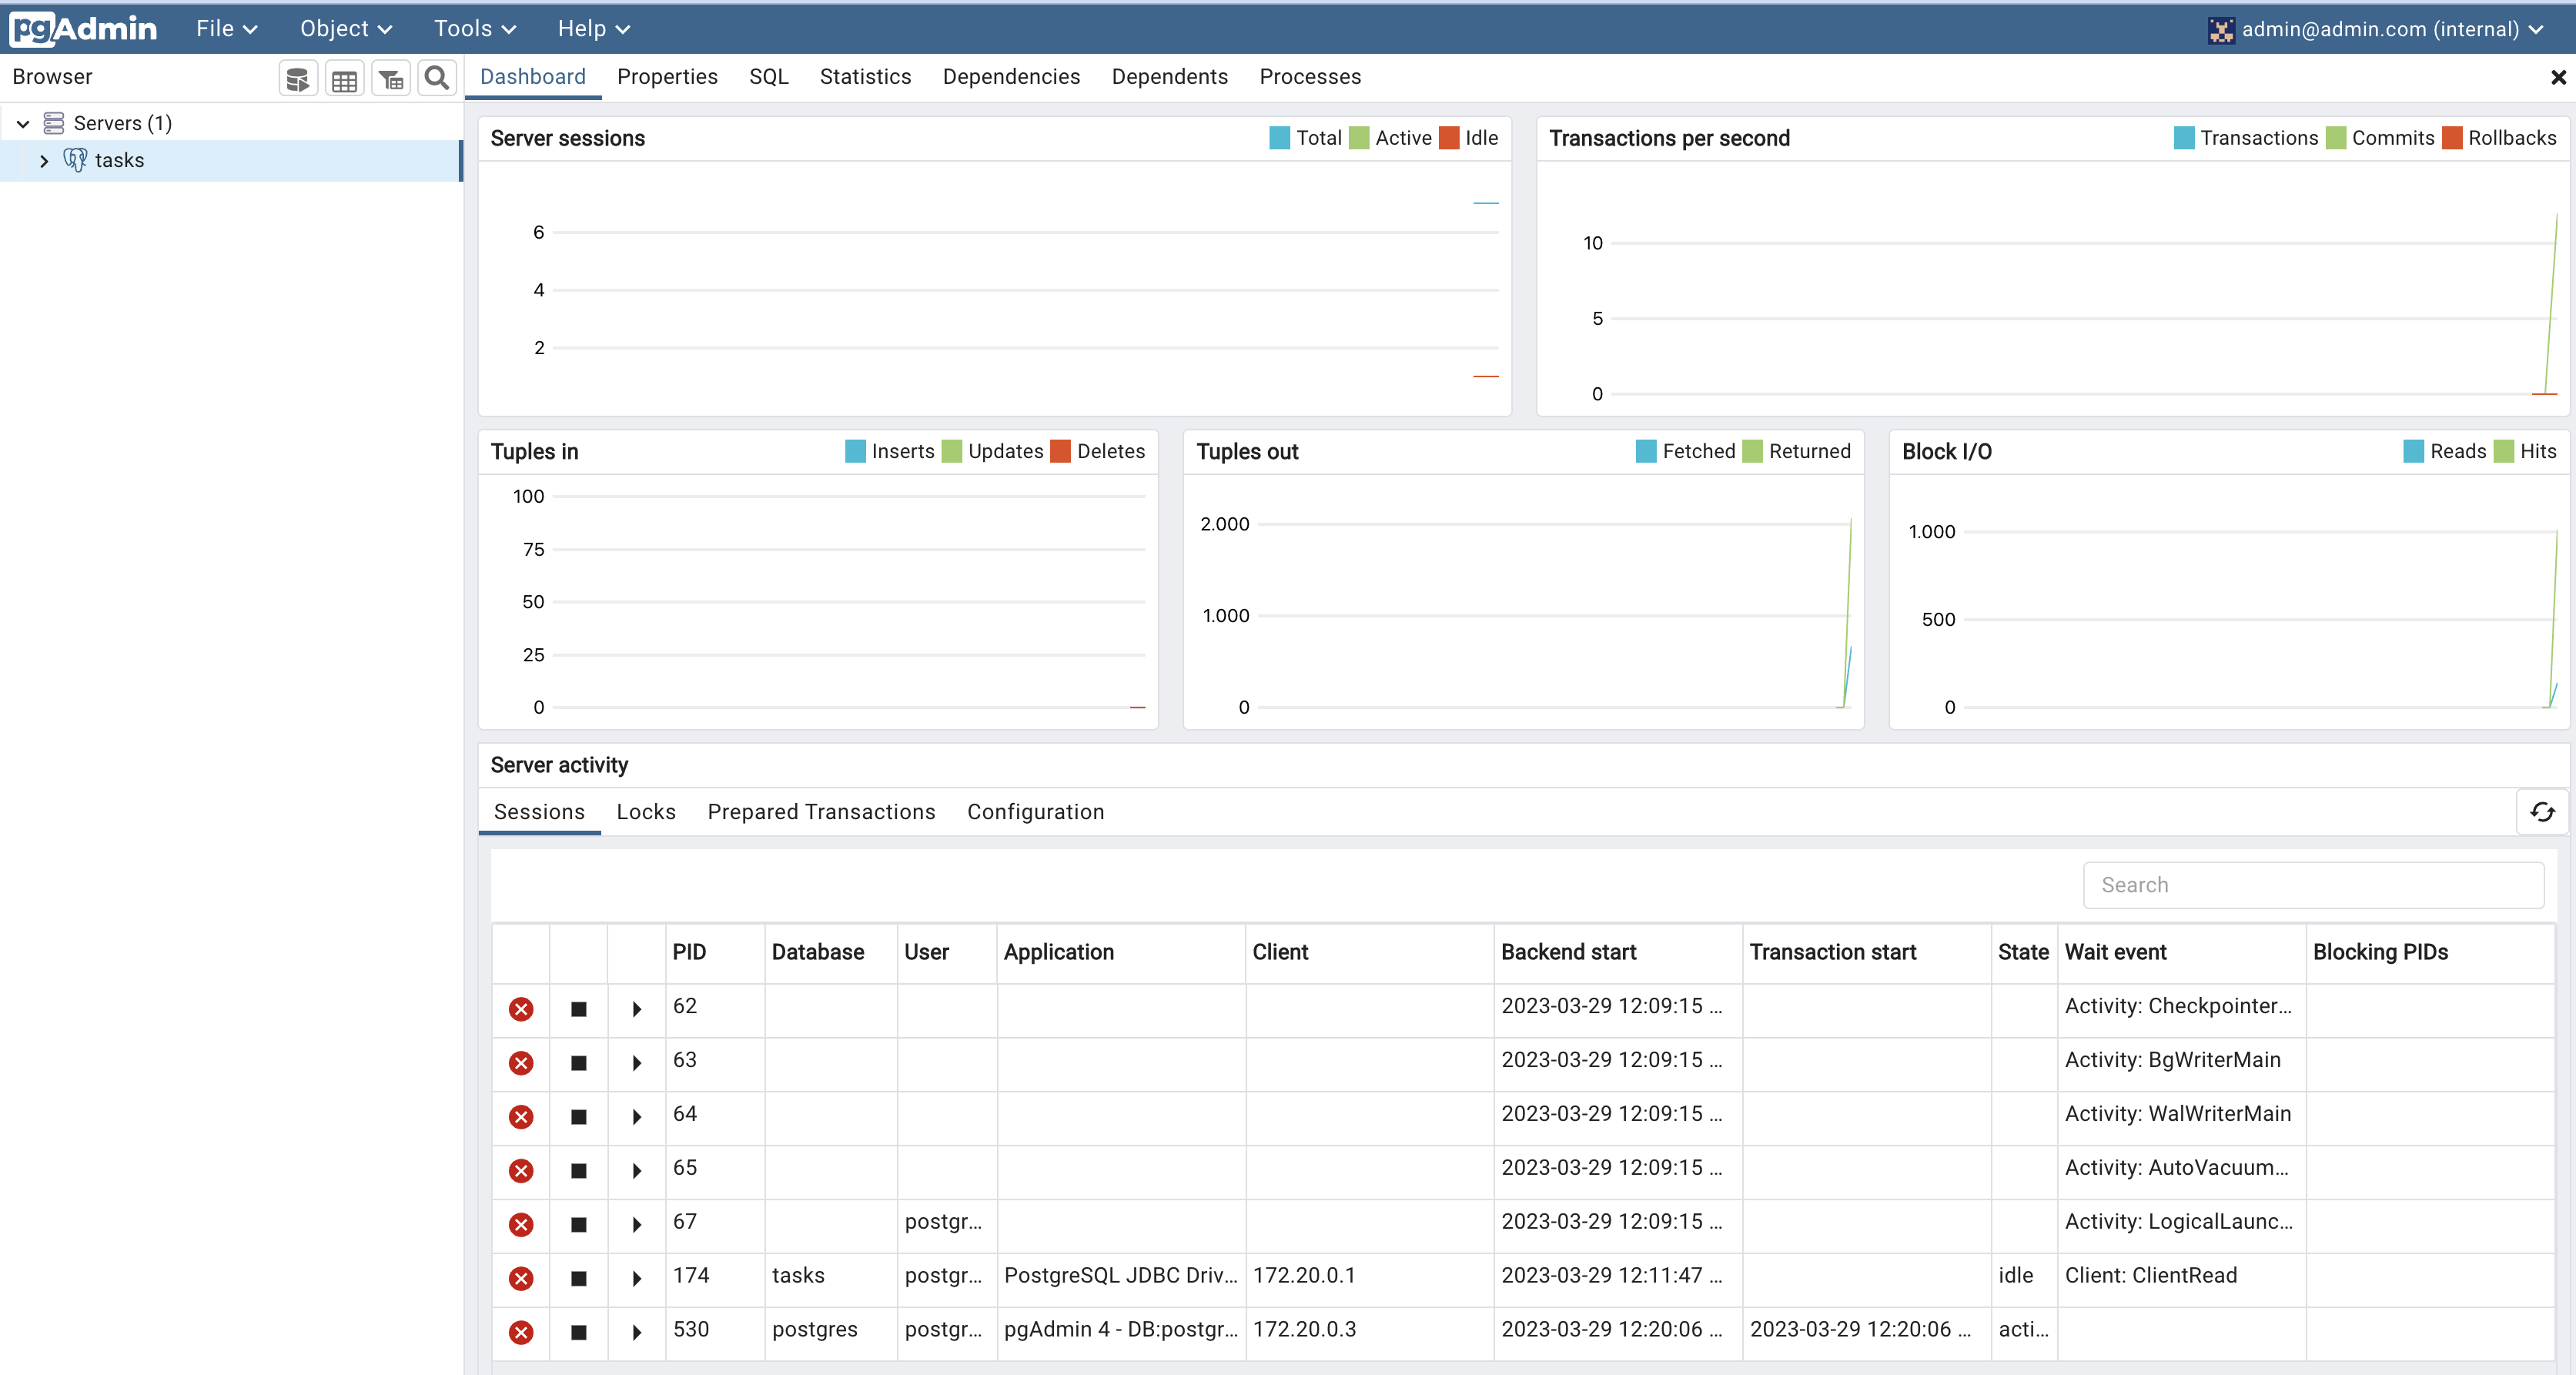 pgAdmin File Object Tools Help admin@admin.com (internal)
Browser Dashboard Properties SQL Statistics Dependencies Dependents Processes
Servers (1)
tasks
Server sessions Total Active Idle
6
4
2
Transactions per second Transactions Commits Rollbacks
10
5
0
Tuples in Inserts Updates Deletes
100
75
50
25
0
Tuples out Fetched Returned
2.000
1.000
0
Block I/O Reads Hits
1.000
500
0
Server activity
Sessions Locks Prepared Transactions Configuration
Search
PID Database User Application Client Backend start Transaction start State Wait event Blocking PIDs
62 2023-03-29 12:09:15 ... Activity: Checkpointer...
63 2023-03-29 12:09:15 ... Activity: BgWriterMain
64 2023-03-29 12:09:15 ... Activity: WalWriterMain
65 2023-03-29 12:09:15 ... Activity: AutoVacuum...
67 postgr... 2023-03-29 12:09:15 ... Activity: LogicalLaunc...
174 tasks postgr... PostgreSQL JDBC Driv... 172.20.0.1 2023-03-29 12:11:47 ... idle Client: ClientRead
530 postgres postgr... pgAdmin 4 - DB:postgr... 172.20.0.3 2023-03-29 12:20:06 ... 2023-03-29 12:20:06 ... acti...